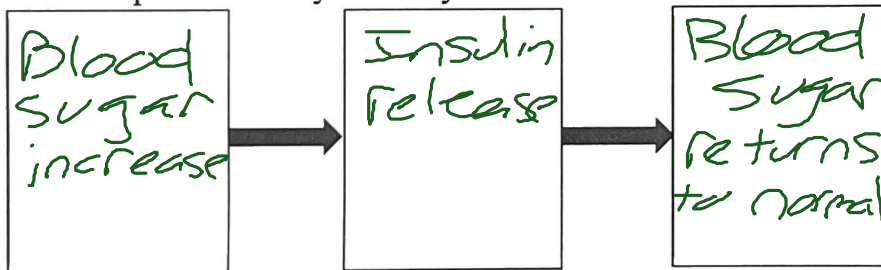 Blood
sugar
increase
Insulin
release
Blood
sugar
returns
to normal